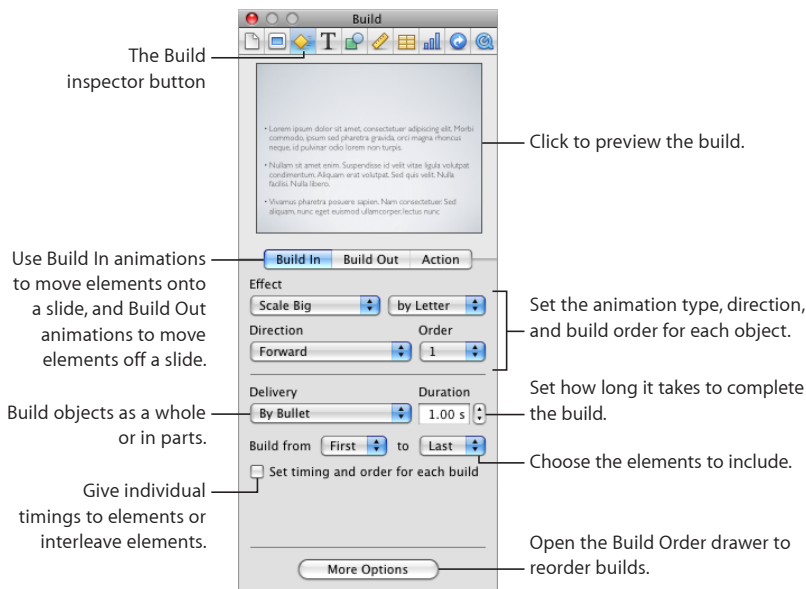 Build
T
The Build
inspector button
• Lorem ipsum dolor sit amet, consectetuer adipiscing elit. Morbi
commodo, ipsum sed pharetra gravida, orci magna rhoncus
neque, id pulvinar odio lorem non turpis.
• Nullam sit amet enim. Suspendisse id velit vitae ligula volutpat
condimentum. Aliquam erat volutpat. Sed quis velit. Nulla
facilisi. Nulla libero.
• Vivamus pharetra posuere sapien. Nam consectetuer. Sed
aliquam, nunc eget euismod ullamcorper, lectus nunc
Click to preview the build.
Use Build In animations
to move elements onto
a slide, and Build Out
animations to move
elements off a slide.
Build In Build Out Action
Effect
Scale Big by Letter
Direction Order
Forward 1
Set the animation type, direction,
and build order for each object.
Delivery Duration
By Bullet 1.00 s
Set how long it takes to complete
the build.
Build objects as a whole
or in parts.
Build from First to Last
Choose the elements to include.
Set timing and order for each build
Give individual
timings to elements or
interleave elements.
More Options
Open the Build Order drawer to
reorder builds.